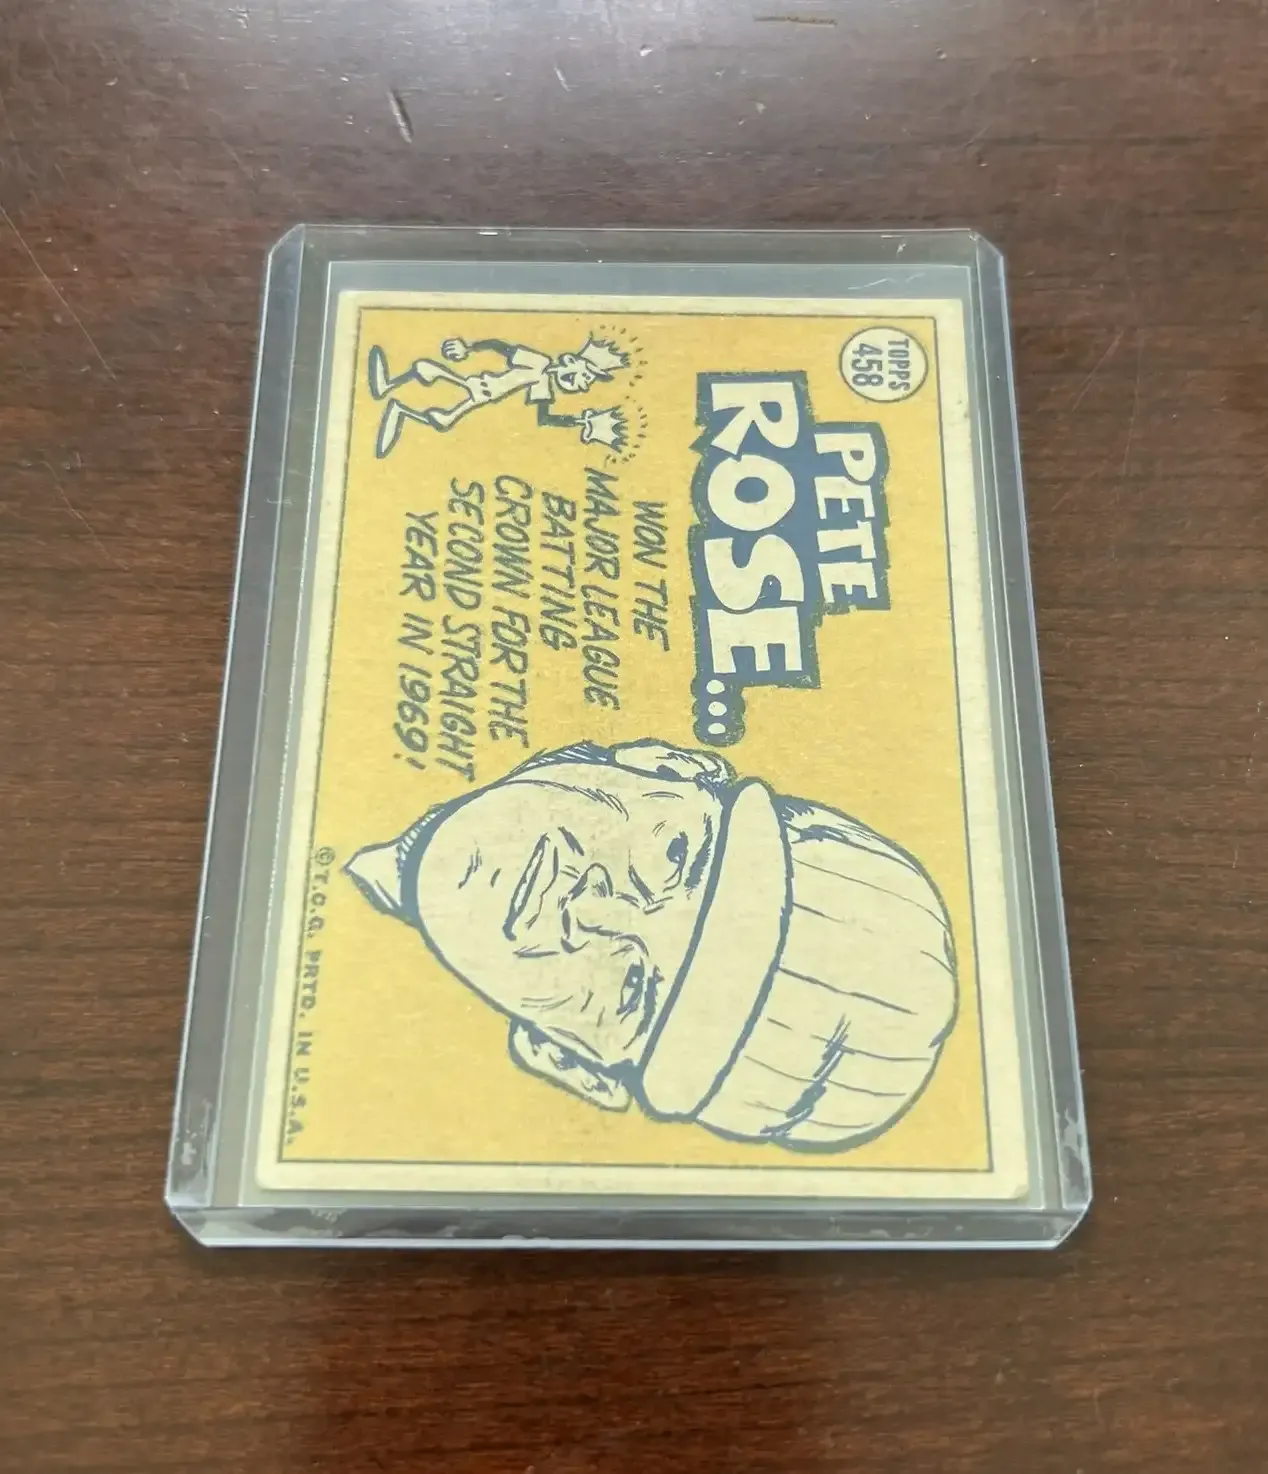 TOPPS
458
PETE
ROSE...
WON THE
MAJOR LEAGUE
BATTING
CROWN FOR THE
SECOND STRAIGHT
YEAR IN 1969!
© T.C.G. PRTD. IN U.S.A.